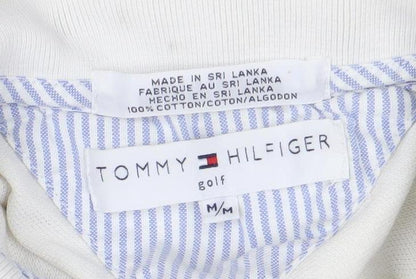 MADE IN SRI LANKA
FABRIQUE AU SRI LANKA
HECHO EN SRI LANKA
100% COTTON/COTON/ALGODON
TOMMY HILFIGER
golf
M/M